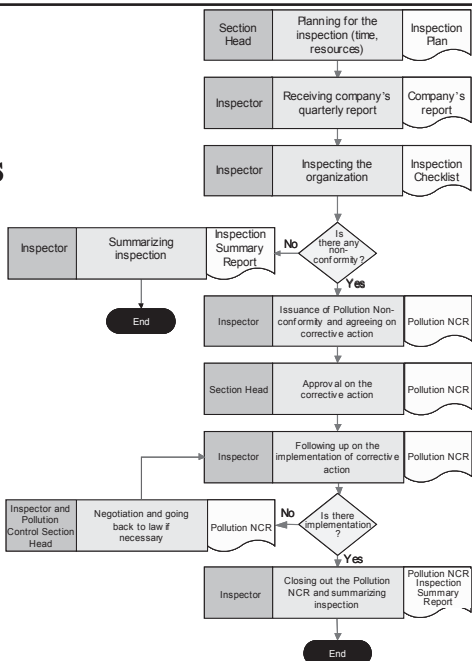 Section
Head
Planning for the
inspection (time,
resources)
Inspection
Plan
Inspector
Receiving company's
quarterly report
Company's
report
s
Inspector
Inspecting the
organization
Inspection
Checklist
Is
there any
non-
conformity?
No
Inspector
Summarizing
inspection
Inspection
Summary
Report
End
Yes
Inspector
Issuance of Pollution Non-
conformity and agreeing on
corrective action
Pollution NCR
Section Head
Approval on the
corrective action
Pollution NCR
Inspector
Following up on the
implementation of corrective
action
Pollution NCR
Is there
implementation
?
No
Inspector and
Pollution
Control Section
Head
Negotiation and going
back to law if
necessary
Pollution NCR
Yes
Inspector
Closing out the Pollution
NCR and summarizing
inspection
Pollution NCR
Inspection
Summary
Report
End